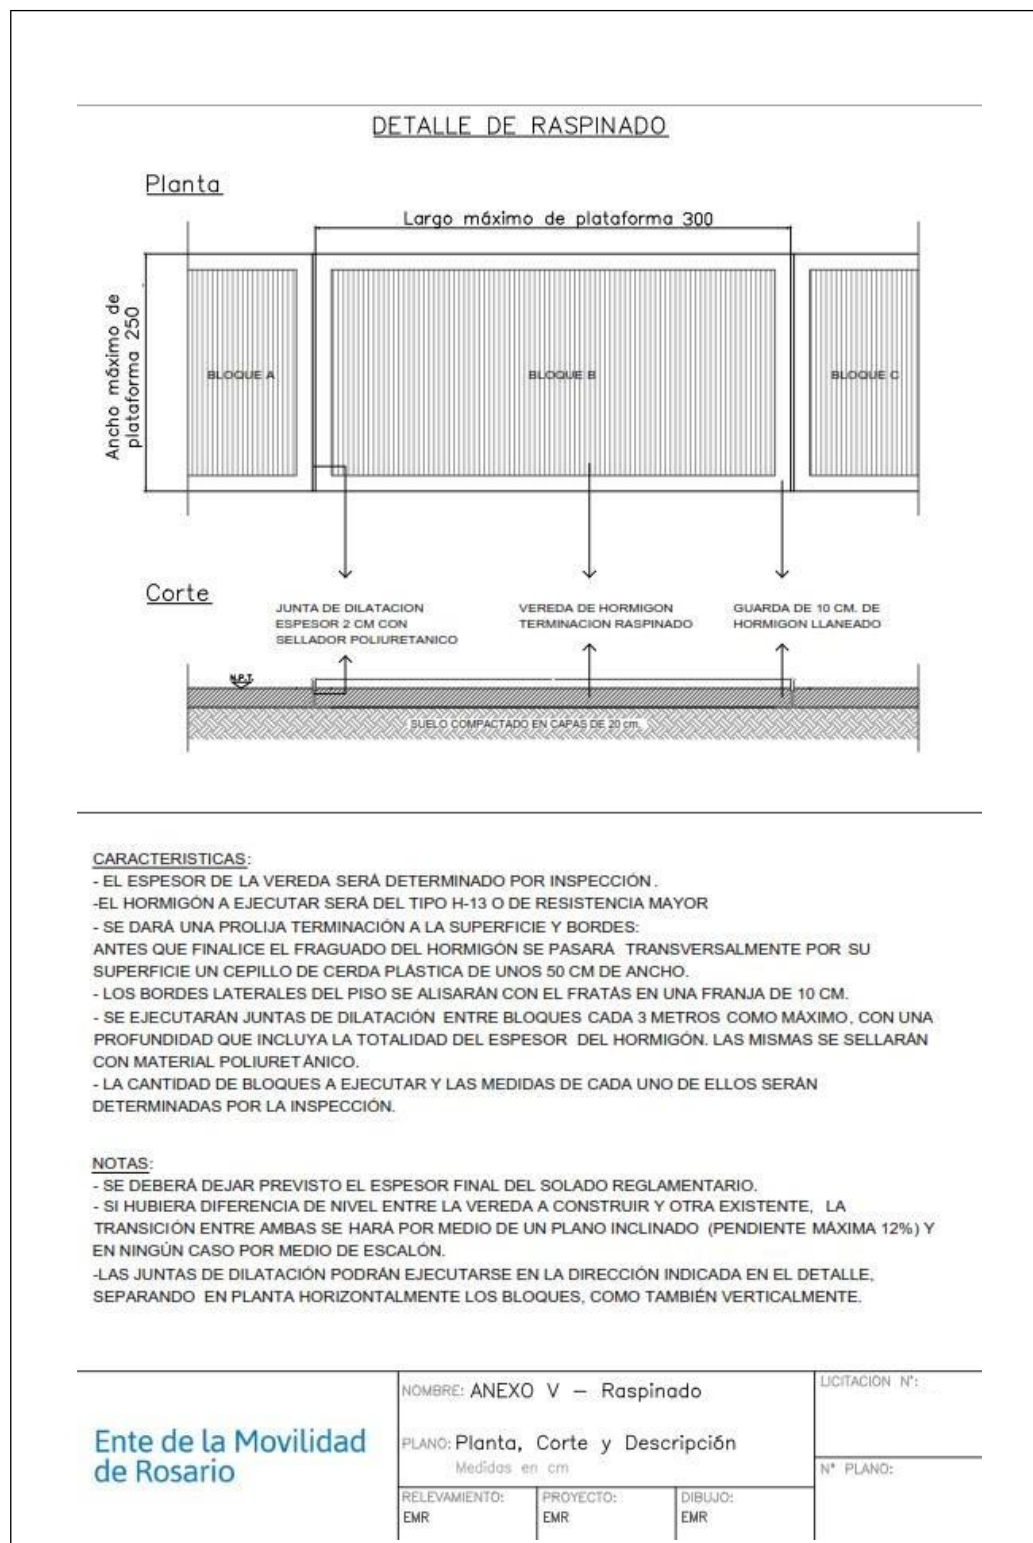 DETALLE DE RASPINADO
Planta
Largo máximo de plataforma 300
Ancho máximo de
plataforma 250
BLOQUE A
BLOQUE B
BLOQUE C
Corte
JUNTA DE DILATACION
ESPESOR 2 CM CON
SELLADOR POLIURETANICO
VEREDA DE HORMIGON
TERMINACION RASPINADO
GUARDA DE 10 CM. DE
HORMIGON LLANEADO
N.P.T.
SUELO COMPACTADO EN CAPAS DE 20 cm.
CARACTERISTICAS:
- EL ESPESOR DE LA VEREDA SERÁ DETERMINADO POR INSPECCIÓN.
-EL HORMIGÓN A EJECUTAR SERÁ DEL TIPO H-13 O DE RESISTENCIA MAYOR
- SE DARÁ UNA PROLIJA TERMINACIÓN A LA SUPERFICIE Y BORDES:
ANTES QUE FINALICE EL FRAGUADO DEL HORMIGÓN SE PASARÁ TRANSVERSALMENTE POR SU
SUPERFICIE UN CEPILLO DE CERDA PLÁSTICA DE UNOS 50 CM DE ANCHO.
- LOS BORDES LATERALES DEL PISO SE ALISARÁN CON EL FRATÁS EN UNA FRANJA DE 10 CM.
- SE EJECUTARÁN JUNTAS DE DILATACIÓN ENTRE BLOQUES CADA 3 METROS COMO MÁXIMO, CON UNA
PROFUNDIDAD QUE INCLUYA LA TOTALIDAD DEL ESPESOR DEL HORMIGÓN. LAS MISMAS SE SELLARÁN
CON MATERIAL POLIURETÁNICO.
- LA CANTIDAD DE BLOQUES A EJECUTAR Y LAS MEDIDAS DE CADA UNO DE ELLOS SERÁN
DETERMINADAS POR LA INSPECCIÓN.
NOTAS:
- SE DEBERÁ DEJAR PREVISTO EL ESPESOR FINAL DEL SOLADO REGLAMENTARIO.
- SI HUBIERA DIFERENCIA DE NIVEL ENTRE LA VEREDA A CONSTRUIR Y OTRA EXISTENTE, LA
TRANSICIÓN ENTRE AMBAS SE HARÁ POR MEDIO DE UN PLANO INCLINADO (PENDIENTE MÁXIMA 12%) Y
EN NINGÚN CASO POR MEDIO DE ESCALÓN.
-LAS JUNTAS DE DILATACIÓN PODRÁN EJECUTARSE EN LA DIRECCIÓN INDICADA EN EL DETALLE,
SEPARANDO EN PLANTA HORIZONTALMENTE LOS BLOQUES, COMO TAMBIÉN VERTICALMENTE.
Ente de la Movilidad
de Rosario
NOMBRE: ANEXO V – Raspinado
PLANO: Planta, Corte y Descripción
Medidas en cm
RELEVAMIENTO:
EMR
PROYECTO:
EMR
DIBUJO:
EMR
LICITACION N°:
N° PLANO: